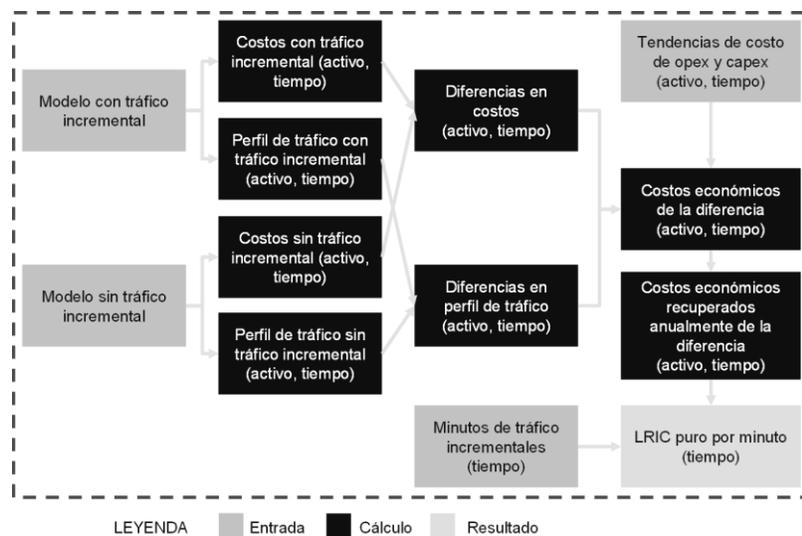 Modelo con tráfico
incremental
Modelo sin tráfico
incremental
Costos con tráfico
incremental (activo,
tiempo)
Perfil de tráfico con
tráfico incremental
(activo, tiempo)
Costos sin tráfico
incremental (activo,
tiempo)
Perfil de tráfico sin
tráfico incremental
(activo, tiempo)
Diferencias en
costos
(activo, tiempo)
Diferencias en
perfil de tráfico
(activo, tiempo)
Minutos de tráfico
incrementales
(tiempo)
Tendencias de costo
de opex y capex
(activo, tiempo)
Costos económicos
de la diferencia
(activo, tiempo)
Costos económicos
recuperados
anualmente de la
diferencia
(activo, tiempo)
LRIC puro por minuto
(tiempo)
LEYENDA Entrada Cálculo Resultado